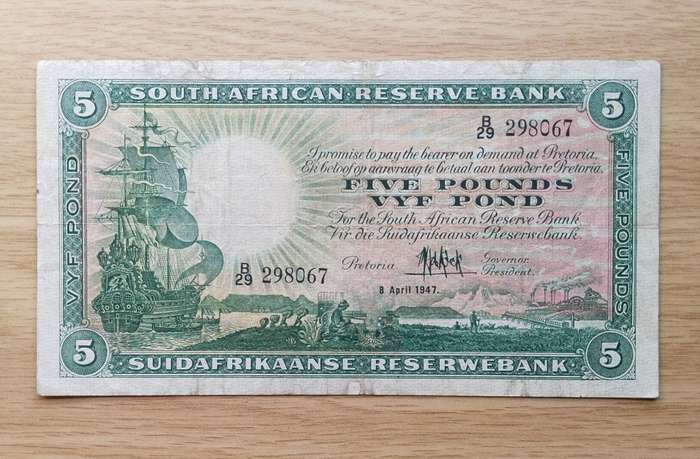 5 SOUTH AFRICAN RESERVE BANK 5
B/29 298067
I promise to pay the bearer on demand at Pretoria.
Ek beloof op aanvraag te betaal aan toonder te Pretoria.
FIVE POUNDS
VYF POND
For the South African Reserve Bank
Vir die Suidafrikaanse Reserwebank.
B/29 298067
Pretoria
Governor.
President.
8 April 1947.
VYF POND
FIVE POUNDS
5 SUIDAFRIKAANSE RESERWEBANK 5